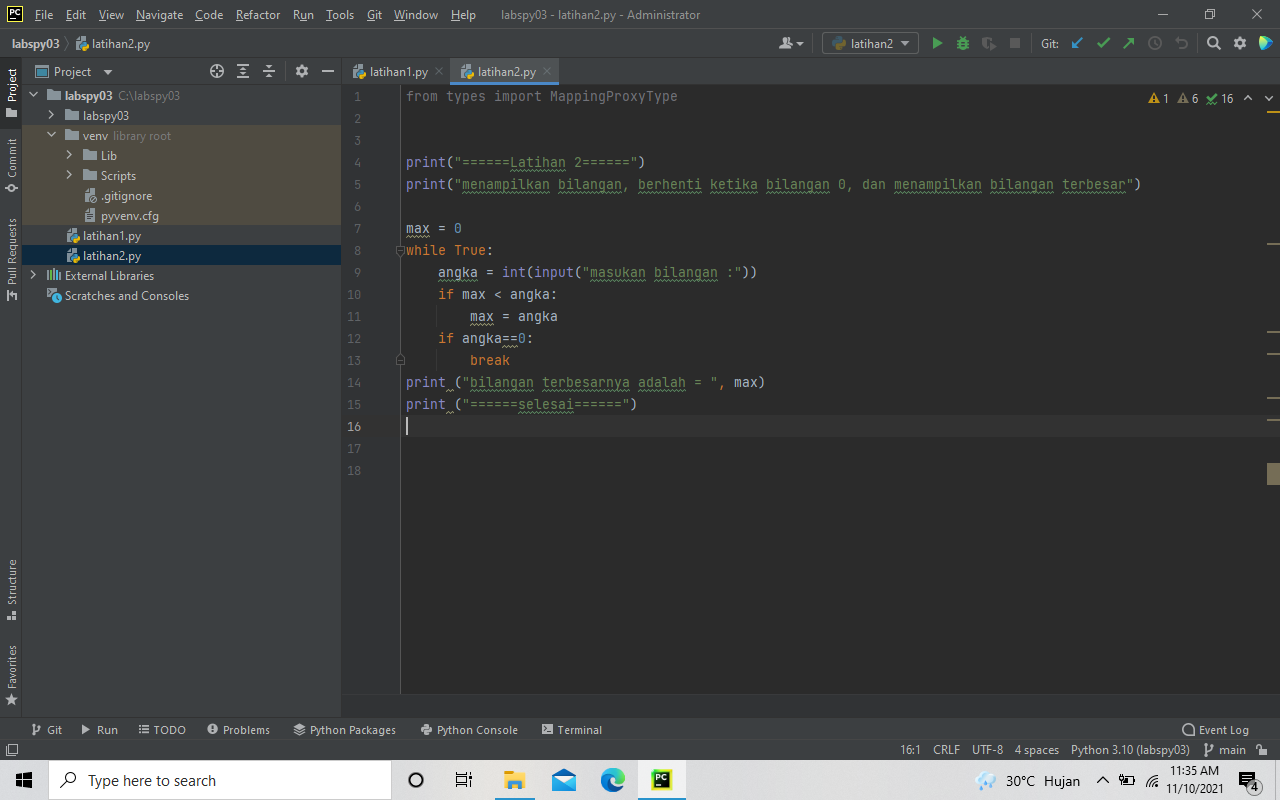 PC File Edit View Navigate Code Refactor Run Tools Git Window Help labspy03 - latihan2.py - Administrator
labspy03 latihan2.py latihan2 Git:
Project
Project
latihan1.py latihan2.py
labspy03 C:\labspy03
labspy03
venv library root
Lib
Scripts
.gitignore
pyvenv.cfg
latihan1.py
latihan2.py
External Libraries
Scratches and Consoles
Commit
Pull Requests
Structure
Favorites
1 6 16
1 from types import MappingProxyType
2
3
4 print("======Latihan 2======")
5 print("menampilkan bilangan, berhenti ketika bilangan 0, dan menampilkan bilangan terbesar")
6
7 max = 0
8 while True:
9     angka = int(input("masukan bilangan :"))
10     if max < angka:
11         max = angka
12     if angka==0:
13         break
14 print ("bilangan terbesarnya adalah = ", max)
15 print ("======selesai======")
16
17
18
Git Run TODO Problems Python Packages Python Console Terminal Event Log
16:1 CRLF UTF-8 4 spaces Python 3.10 (labspy03) main
Type here to search
PC
30°C Hujan
11:35 AM
11/10/2021
4